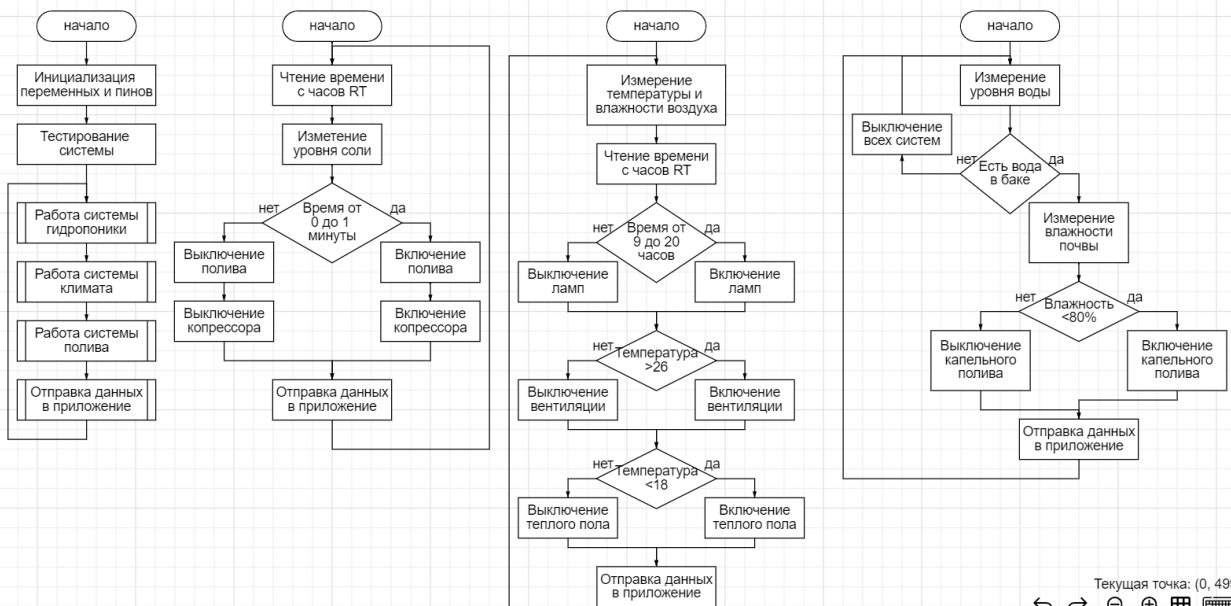 начало
Инициализация
переменных и пинов
Тестирование
системы
Работа системы
гидропоники
Работа системы
климата
Работа системы
полива
Отправка данных
в приложение
начало
Чтение времени
с часов RT
Изметение
уровня соли
Время от
0 до 1
минуты
нет
да
Выключение
полива
Включение
полива
Выключение
копрессора
Включение
копрессора
Отправка данных
в приложение
начало
Измерение
температуры и
влажности воздуха
Чтение времени
с часов RT
Время от
9 до 20
часов
нет
да
Выключение
ламп
Включение
ламп
Температура
>26
нет
да
Выключение
вентиляции
Включение
вентиляции
Температура
<18
нет
да
Выключение
теплого пола
Включение
теплого пола
Отправка данных
в приложение
начало
Измерение
уровня воды
Выключение
всех систем
Есть вода
в баке
нет
да
Измерение
влажности
почвы
Влажность
<80%
нет
да
Выключение
капельного
полива
Включение
капельного
полива
Отправка данных
в приложение
Текущая точка: (0, 49